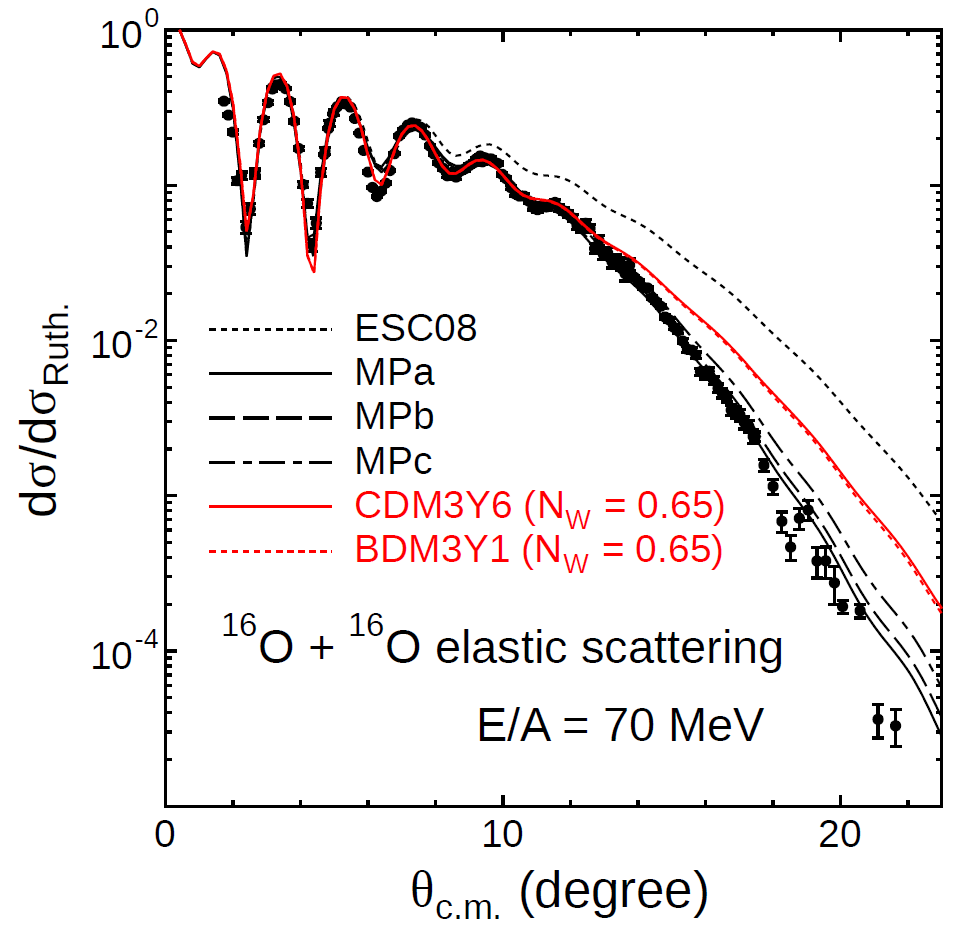 10^0
10^-2
10^-4
dσ/dσ_Ruth.
ESC08
MPa
MPb
MPc
CDM3Y6 (N_W = 0.65)
BDM3Y1 (N_W = 0.65)
^16O + ^16O elastic scattering
E/A = 70 MeV
0 10 20
θ_c.m. (degree)